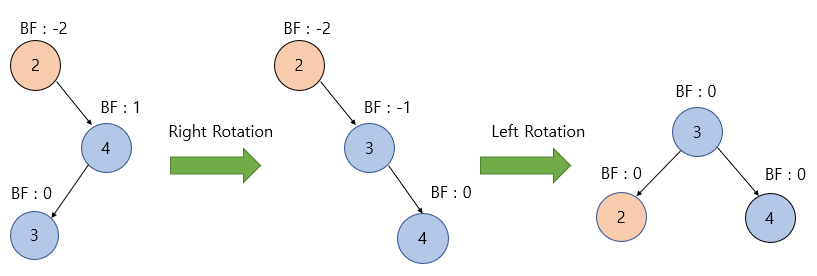 BF : -2
2
BF : 1
4
BF : 0
3
Right Rotation
BF : -2
2
BF : -1
3
BF : 0
4
Left Rotation
BF : 0
3
BF : 0
2
BF : 0
4